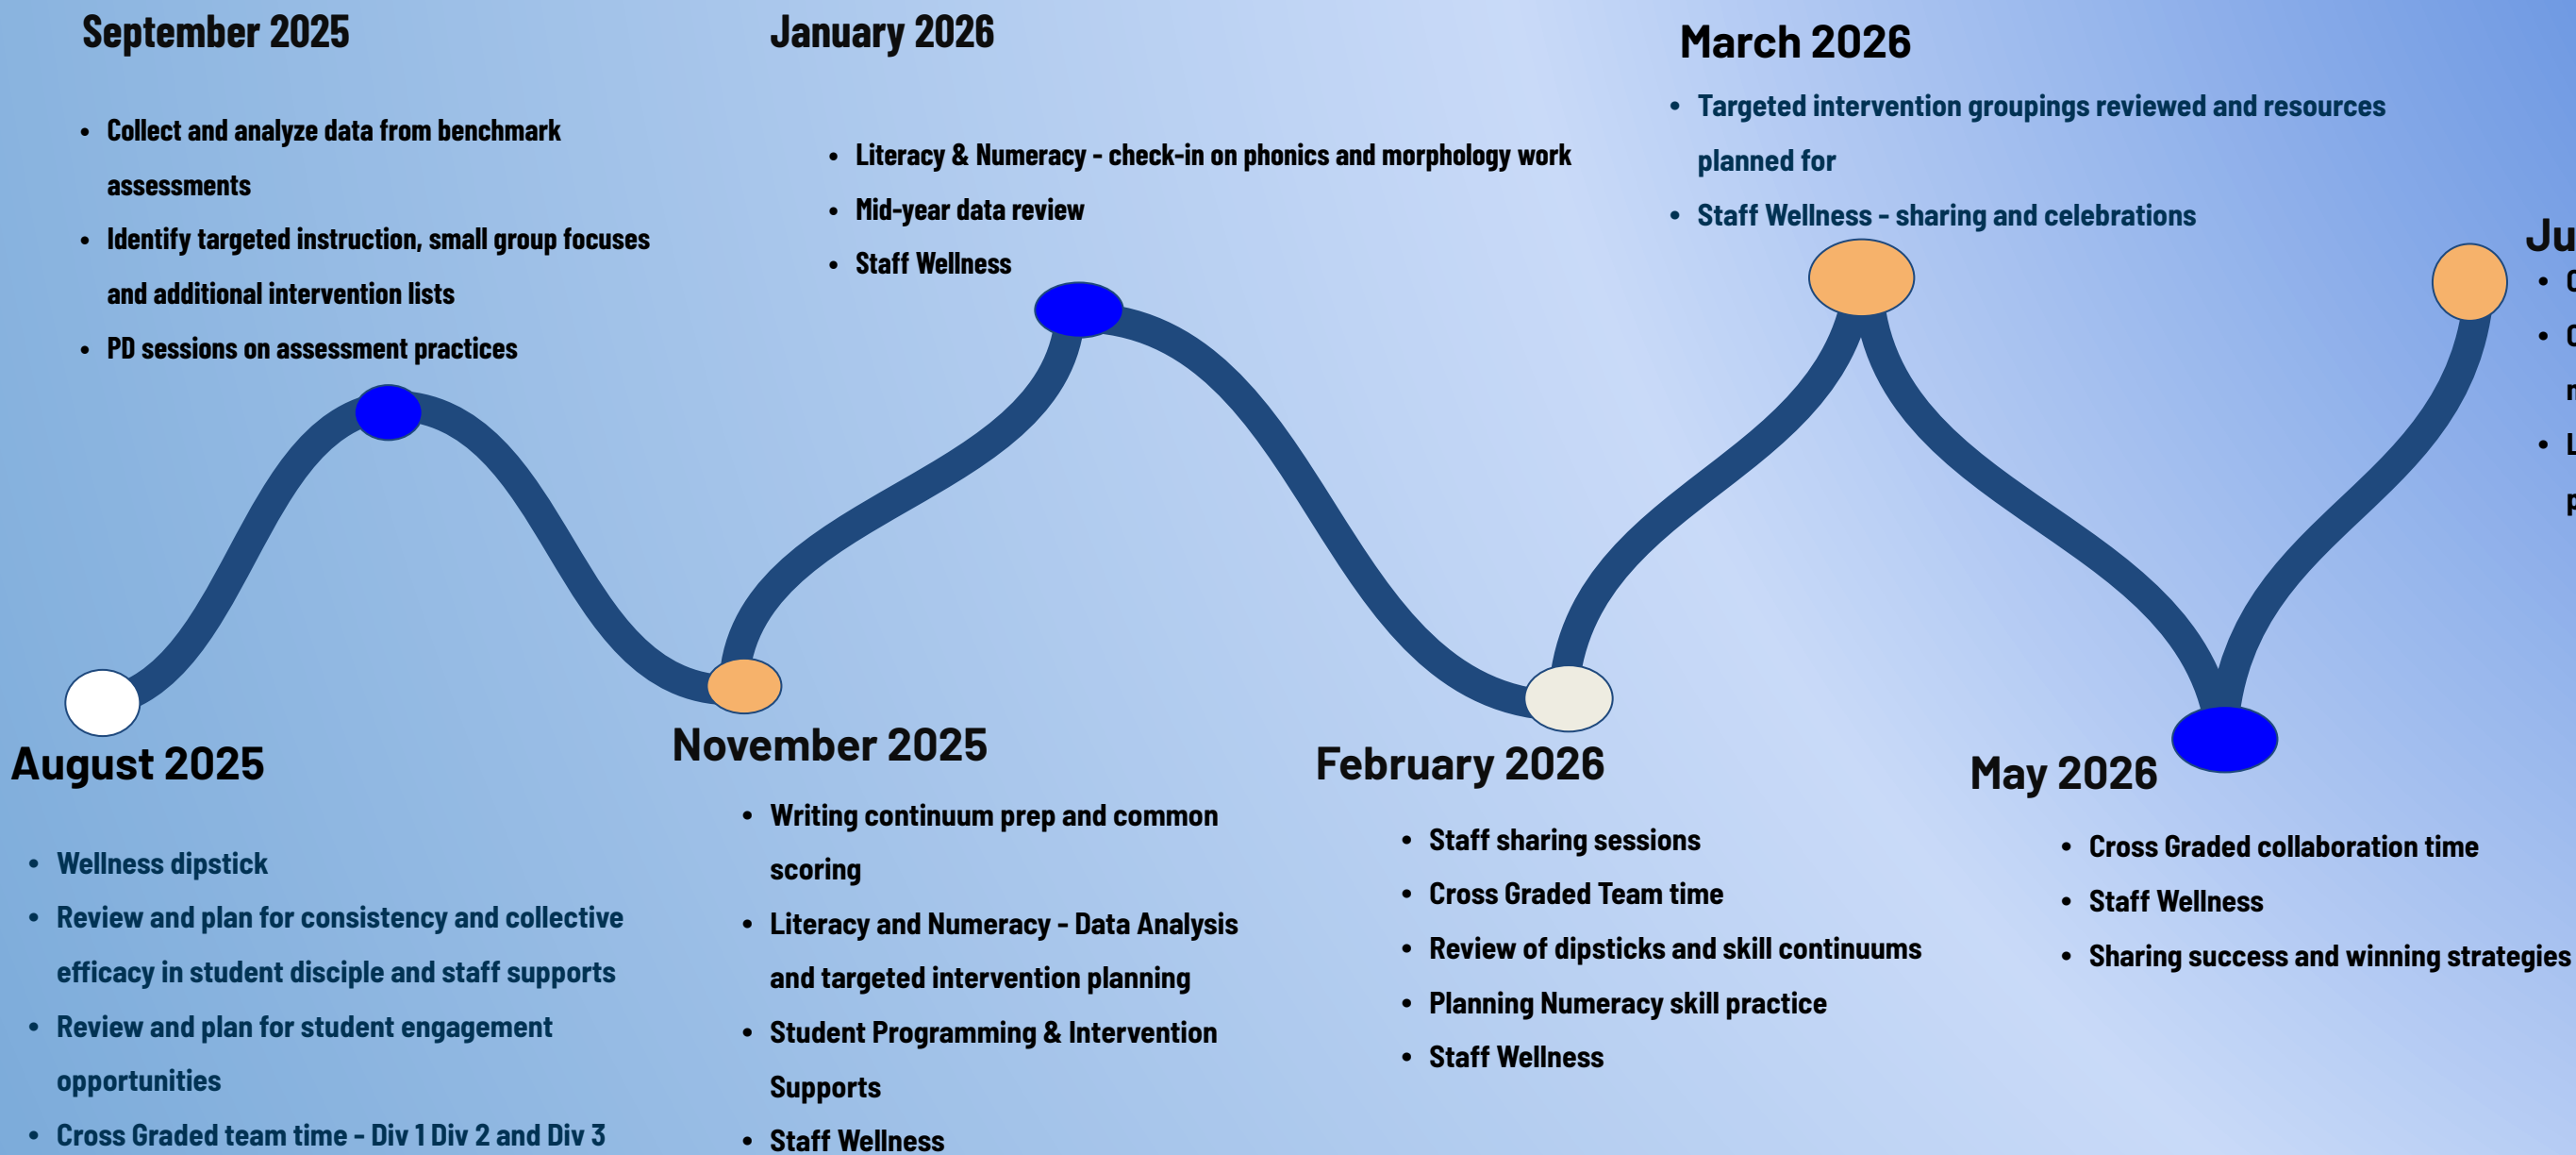 September 2025
• Collect and analyze data from benchmark
assessments
• Identify targeted instruction, small group focuses
and additional intervention lists
• PD sessions on assessment practices
January 2026
• Literacy & Numeracy - check-in on phonics and morphology work
• Mid-year data review
• Staff Wellness
March 2026
• Targeted intervention groupings reviewed and resources
planned for
• Staff Wellness - sharing and celebrations
August 2025
• Wellness dipstick
• Review and plan for consistency and collective
efficacy in student disciple and staff supports
• Review and plan for student engagement
opportunities
• Cross Graded team time - Div 1 Div 2 and Div 3
November 2025
• Writing continuum prep and common
scoring
• Literacy and Numeracy - Data Analysis
and targeted intervention planning
• Student Programming & Intervention
Supports
• Staff Wellness
February 2026
• Staff sharing sessions
• Cross Graded Team time
• Review of dipsticks and skill continuums
• Planning Numeracy skill practice
• Staff Wellness
May 2026
• Cross Graded collaboration time
• Staff Wellness
• Sharing success and winning strategies